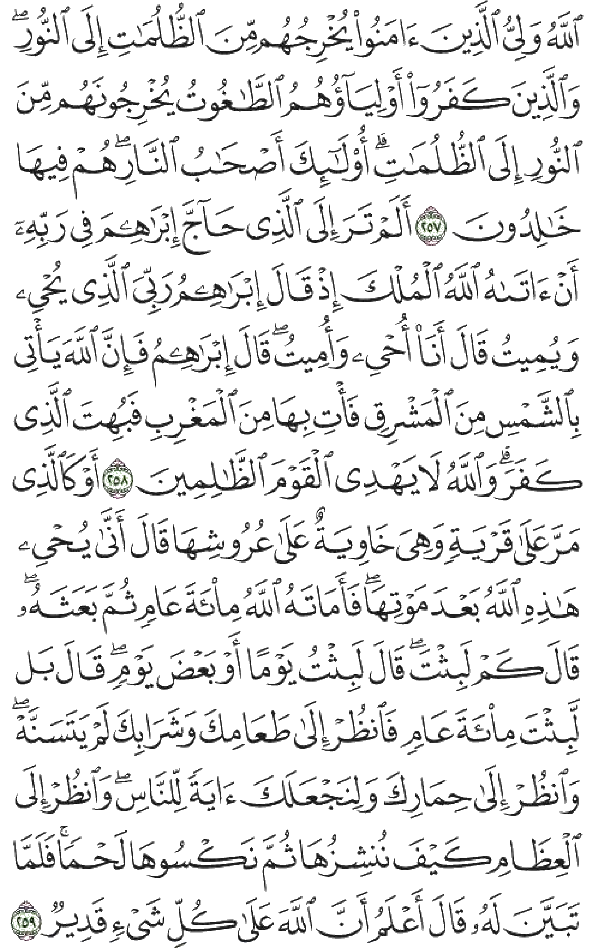 ٱللَّهُ وَلِىُّ ٱلَّذِينَ ءَامَنُوا۟ يُخْرِجُهُم مِّنَ ٱلظُّلُمَٰتِ إِلَى ٱلنُّورِ ۖ
وَٱلَّذِينَ كَفَرُوٓا۟ أَوْلِيَآؤُهُمُ ٱلطَّٰغُوتُ يُخْرِجُونَهُم مِّنَ
ٱلنُّورِ إِلَى ٱلظُّلُمَٰتِ ۗ أُو۟لَٰٓئِكَ أَصْحَٰبُ ٱلنَّارِ ۖ هُمْ فِيهَا
خَٰلِدُونَ ٢٥٧ أَلَمْ تَرَ إِلَى ٱلَّذِى حَآجَّ إِبْرَٰهِۦمَ فِى رَبِّهِۦٓ
أَنْ ءَاتَىٰهُ ٱللَّهُ ٱلْمُلْكَ إِذْ قَالَ إِبْرَٰهِۦمُ رَبِّىَ ٱلَّذِى يُحْىِۦ
وَيُمِيتُ قَالَ أَنَا۠ أُحْىِۦ وَأُمِيتُ ۖ قَالَ إِبْرَٰهِۦمُ فَإِنَّ ٱللَّهَ يَأْتِى
بِٱلشَّمْسِ مِنَ ٱلْمَشْرِقِ فَأْتِ بِهَا مِنَ ٱلْمَغْرِبِ فَبُهِتَ ٱلَّذِى
كَفَرَ ۗ وَٱللَّهُ لَا يَهْدِى ٱلْقَوْمَ ٱلظَّٰلِمِينَ ٢٥٨ أَوْ كَٱلَّذِى
مَرَّ عَلَىٰ قَرْيَةٍ وَهِىَ خَاوِيَةٌ عَلَىٰ عُرُوشِهَا قَالَ أَنَّىٰ يُحْىِۦ
هَٰذِهِ ٱللَّهُ بَعْدَ مَوْتِهَا ۖ فَأَمَاتَهُ ٱللَّهُ مِا۟ئَةَ عَامٍ ثُمَّ بَعَثَهُۥ ۖ
قَالَ كَمْ لَبِثْتَ ۖ قَالَ لَبِثْتُ يَوْمًا أَوْ بَعْضَ يَوْمٍ ۖ قَالَ بَل
لَّبِثْتَ مِا۟ئَةَ عَامٍ فَٱنظُرْ إِلَىٰ طَعَامِكَ وَشَرَابِكَ لَمْ يَتَسَنَّهْ ۖ
وَٱنظُرْ إِلَىٰ حِمَارِكَ وَلِنَجْعَلَكَ ءَايَةً لِّلنَّاسِ ۖ وَٱنظُرْ إِلَى
ٱلْعِظَامِ كَيْفَ نُنشِزُهَا ثُمَّ نَكْسُوهَا لَحْمًا ۚ فَلَمَّا
تَبَيَّنَ لَهُۥ قَالَ أَعْلَمُ أَنَّ ٱللَّهَ عَلَىٰ كُلِّ شَىْءٍ قَدِيرٌ ٢٥٩